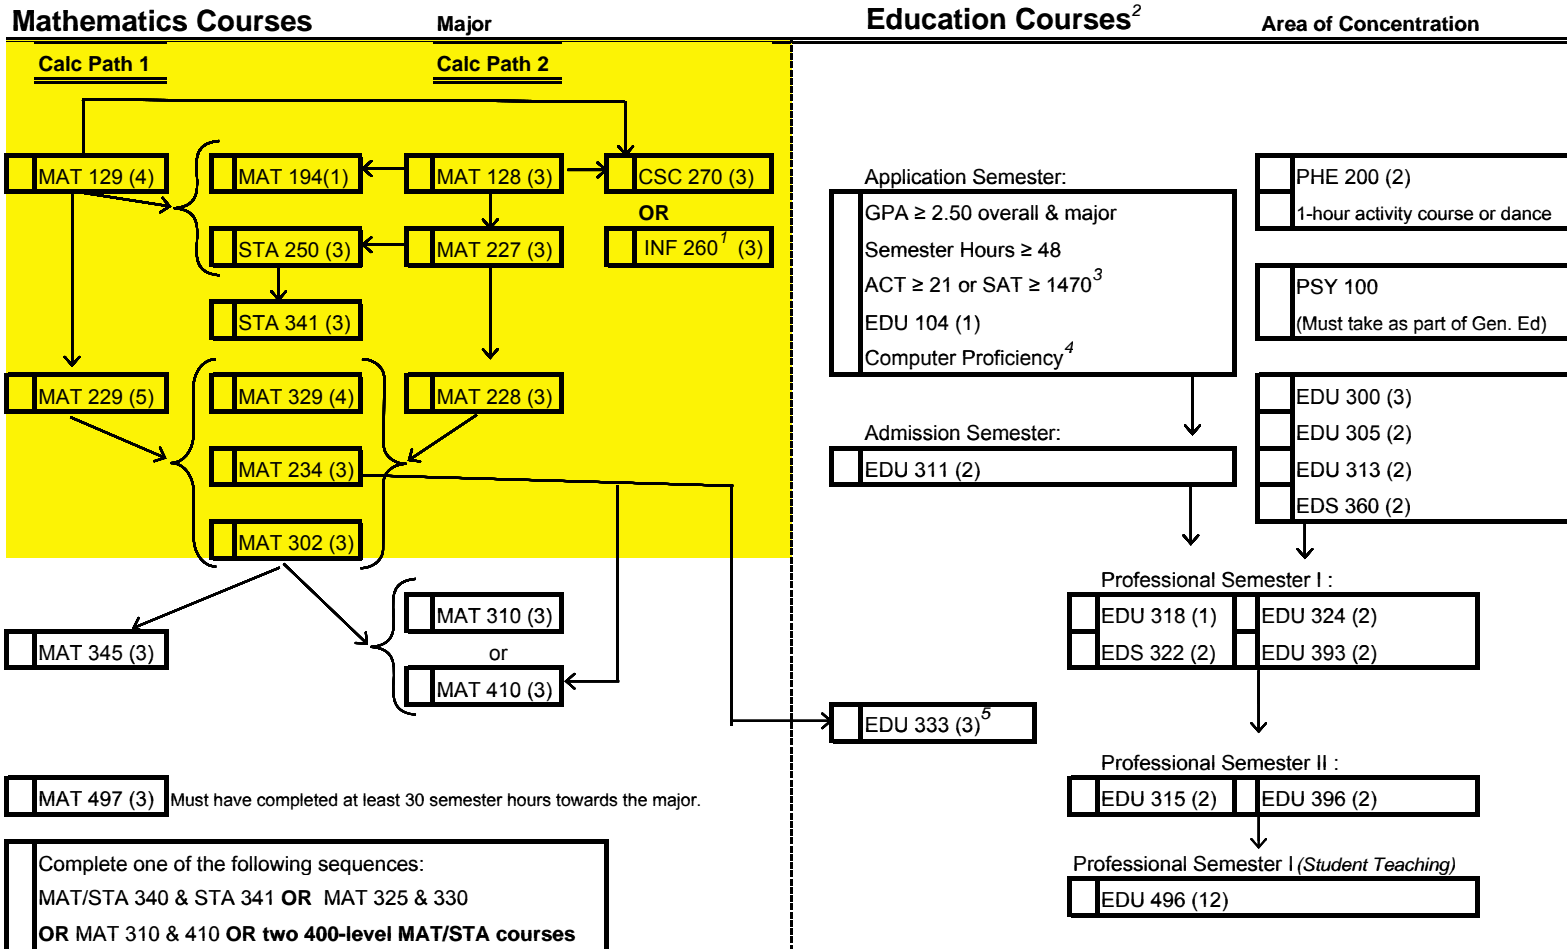 Mathematics Courses Major Education Courses² Area of Concentration
Calc Path 1 Calc Path 2
MAT 129 (4) MAT 194(1) MAT 128 (3) CSC 270 (3)
OR
STA 250 (3) MAT 227 (3) INF 260¹ (3)
STA 341 (3)
MAT 229 (5) MAT 329 (4) MAT 228 (3)
MAT 234 (3)
MAT 302 (3)
MAT 310 (3)
MAT 345 (3) or
MAT 410 (3)
MAT 497 (3) Must have completed at least 30 semester hours towards the major.
Complete one of the following sequences:
MAT/STA 340 & STA 341 OR MAT 325 & 330
OR MAT 310 & 410 OR two 400-level MAT/STA courses
Application Semester:
GPA ≥ 2.50 overall & major
Semester Hours ≥ 48
ACT ≥ 21 or SAT ≥ 1470³
EDU 104 (1)
Computer Proficiency⁴
Admission Semester:
EDU 311 (2)
PHE 200 (2)
1-hour activity course or dance
PSY 100
(Must take as part of Gen. Ed)
EDU 300 (3)
EDU 305 (2)
EDU 313 (2)
EDS 360 (2)
Professional Semester I :
EDU 318 (1) EDU 324 (2)
EDS 322 (2) EDU 393 (2)
EDU 333 (3)⁵
Professional Semester II :
EDU 315 (2) EDU 396 (2)
Professional Semester I (Student Teaching)
EDU 496 (12)